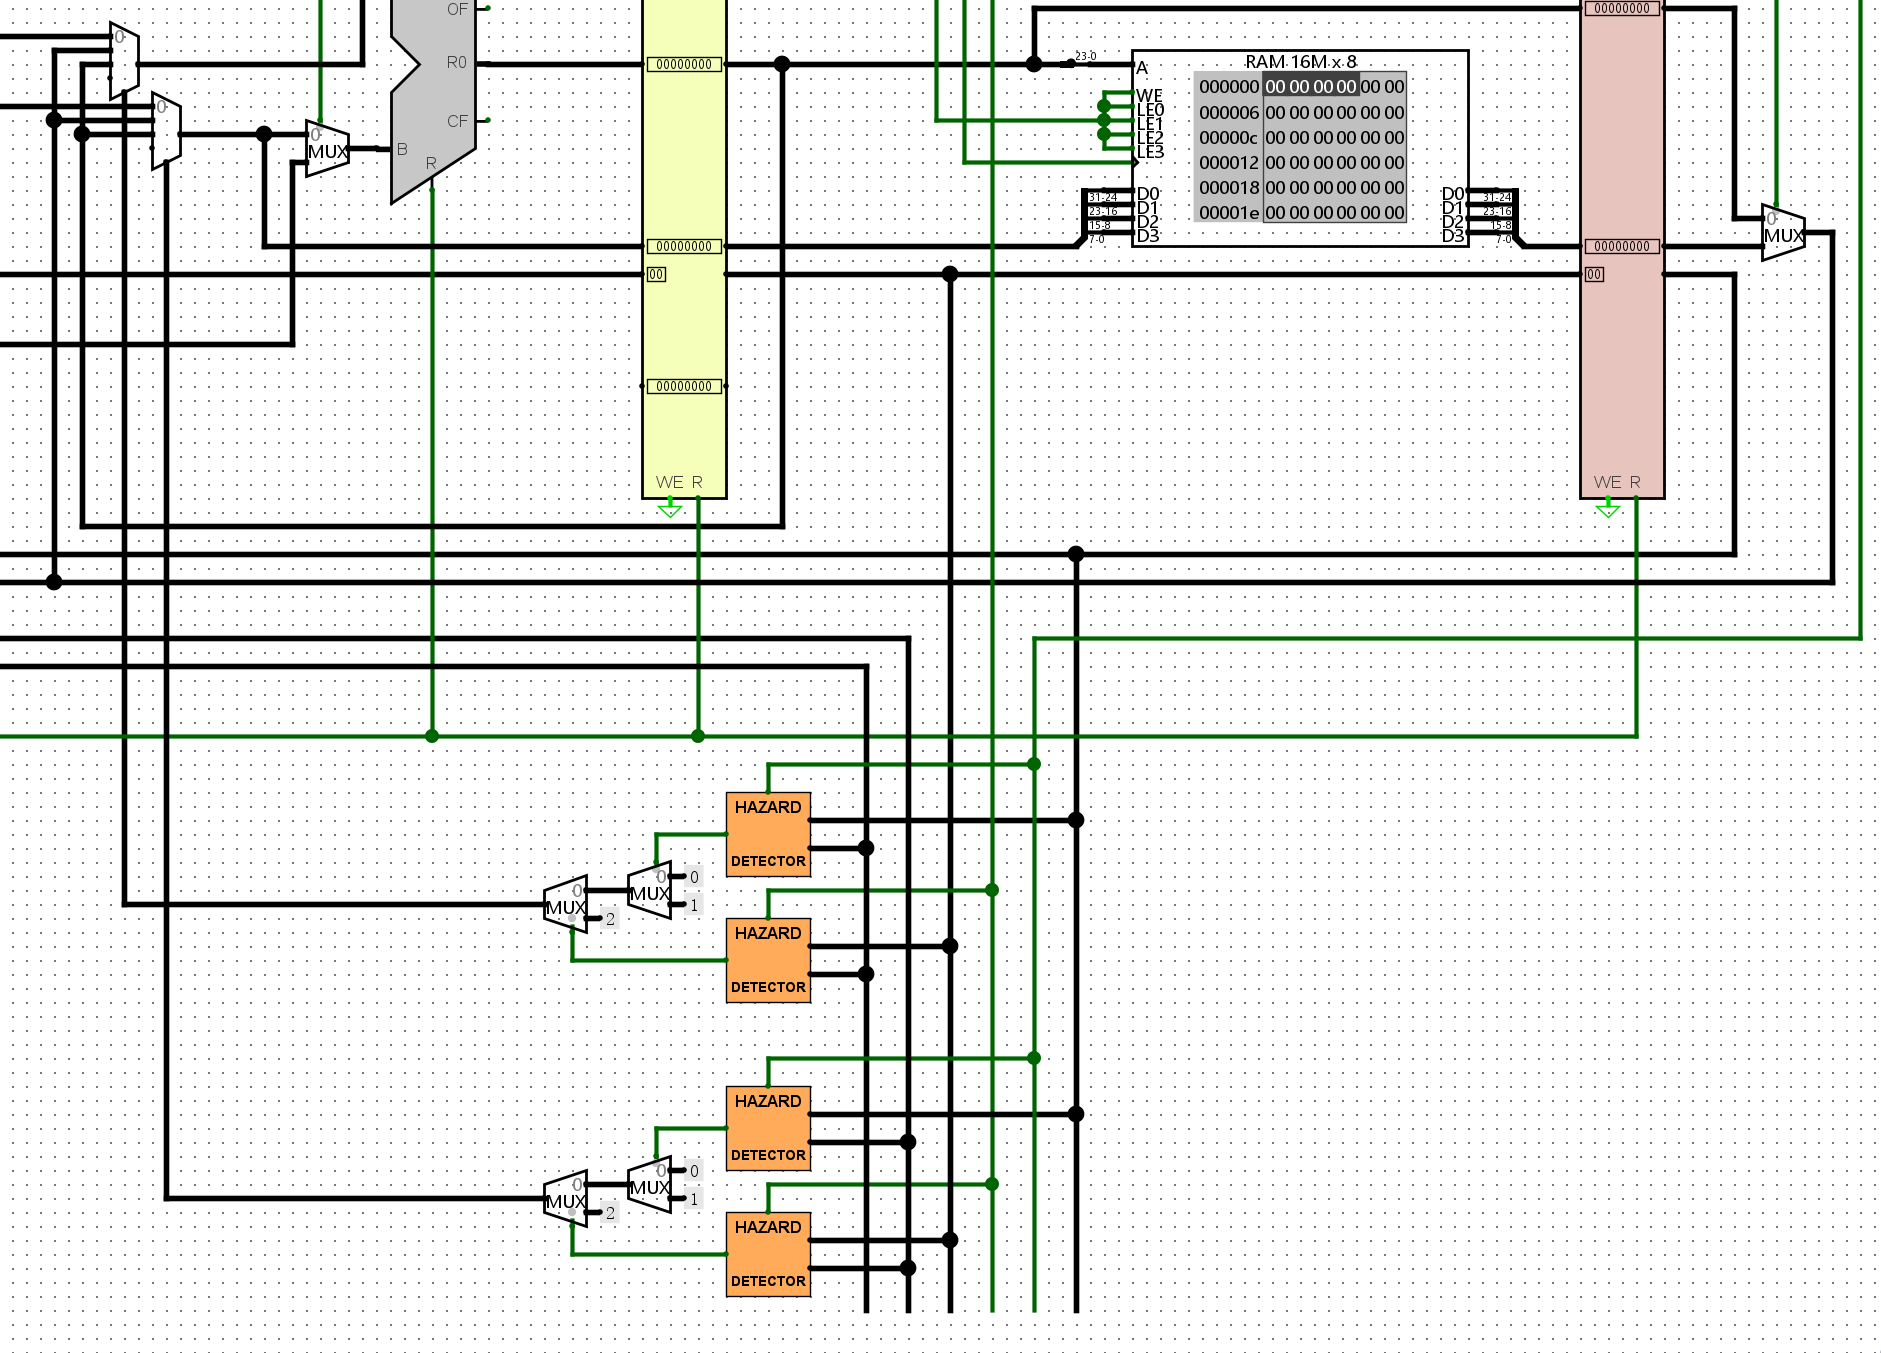 OF
00000000
0
R0
00000000
23-0
RAM 16M x 8
A
000000 00 00 00 00 00 00
WE
LE0
000006 00 00 00 00 00 00
LE1
LE2
00000c 00 00 00 00 00 00
LE3
000012 00 00 00 00 00 00
000018 00 00 00 00 00 00
00001e 00 00 00 00 00 00
0
CF
0
MUX
B
R
D0
31-24
D1
23-16
D2
15-8
D3
7-0
D0
31-24
D1
23-16
D2
15-8
D3
7-0
0
MUX
00000000
00000000
00
00
00000000
WE R
WE R
HAZARD
DETECTOR
0
MUX
0
1
0
MUX
2
HAZARD
DETECTOR
HAZARD
DETECTOR
0
MUX
0
1
0
MUX
2
HAZARD
DETECTOR